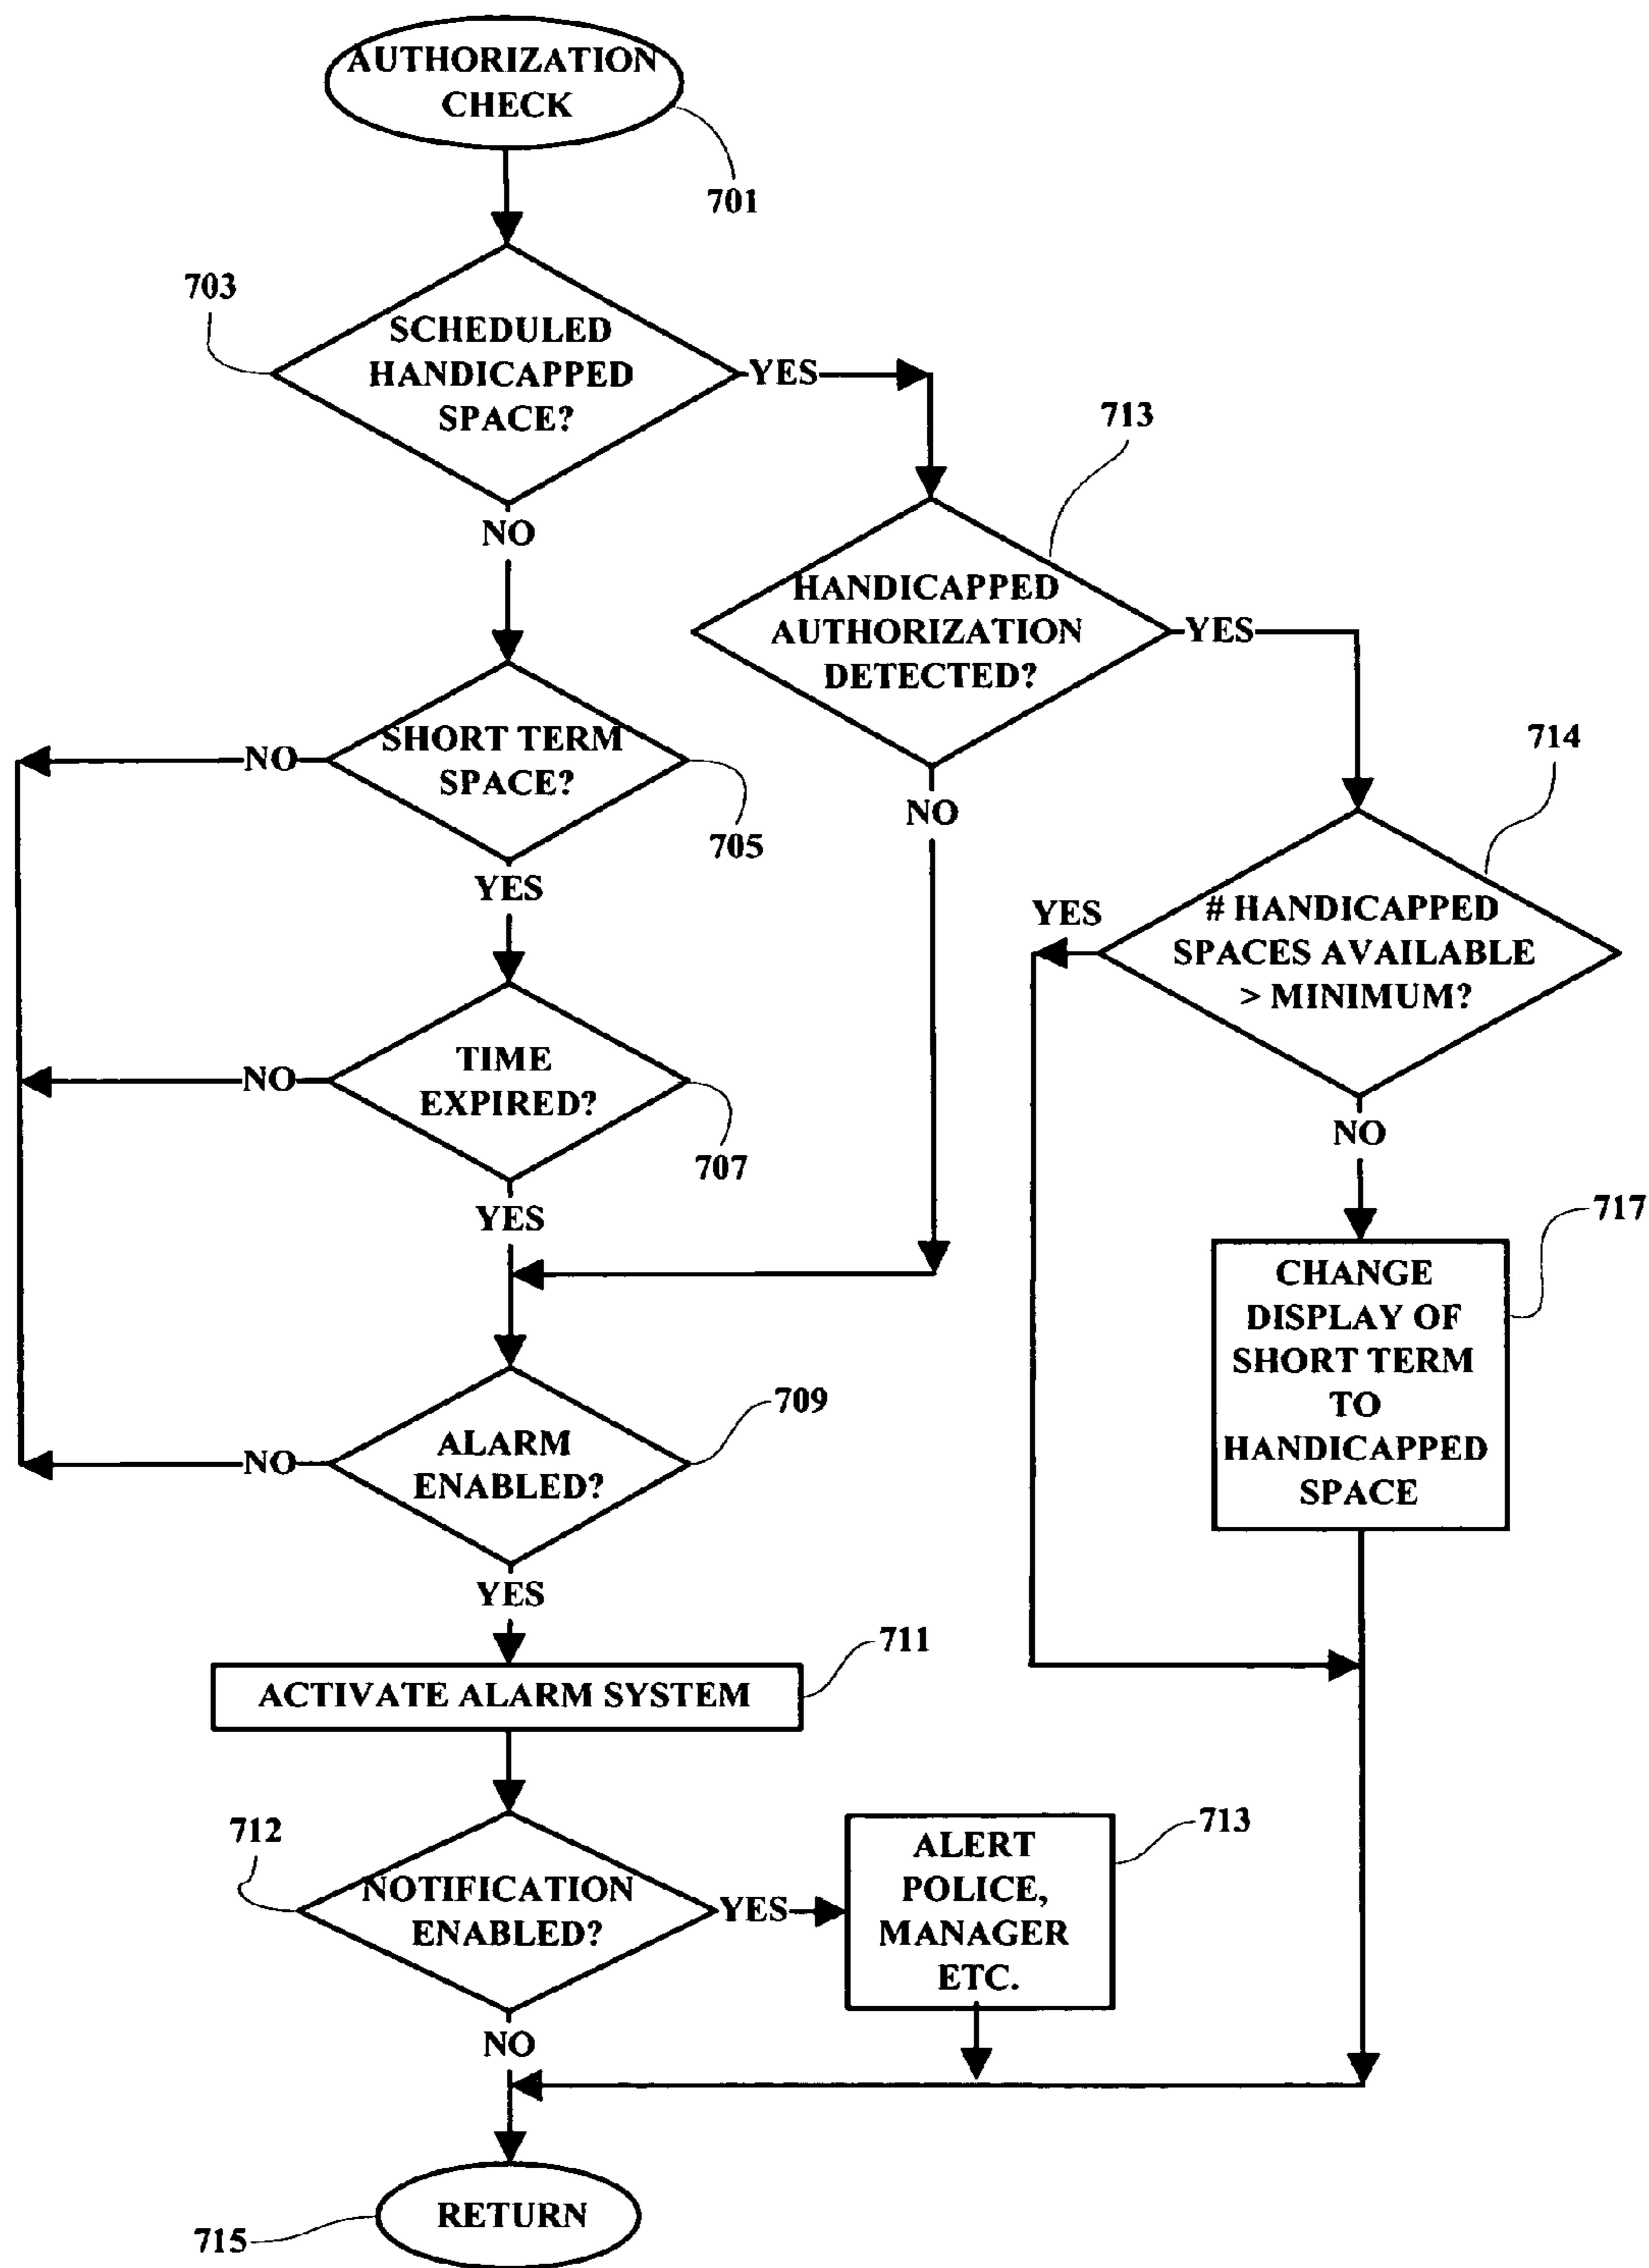 AUTHORIZATION
CHECK
701
703
SCHEDULED
HANDICAPPED
SPACE?
YES
NO
713
HANDICAPPED
AUTHORIZATION
DETECTED?
YES
NO
SHORT TERM
SPACE?
NO
705
YES
714
# HANDICAPPED
SPACES AVAILABLE
> MINIMUM?
YES
NO
TIME
EXPIRED?
NO
707
YES
717
CHANGE
DISPLAY OF
SHORT TERM
TO
HANDICAPPED
SPACE
709
ALARM
ENABLED?
NO
YES
711
ACTIVATE ALARM SYSTEM
712
NOTIFICATION
ENABLED?
YES
NO
713
ALERT
POLICE,
MANAGER
ETC.
RETURN
715